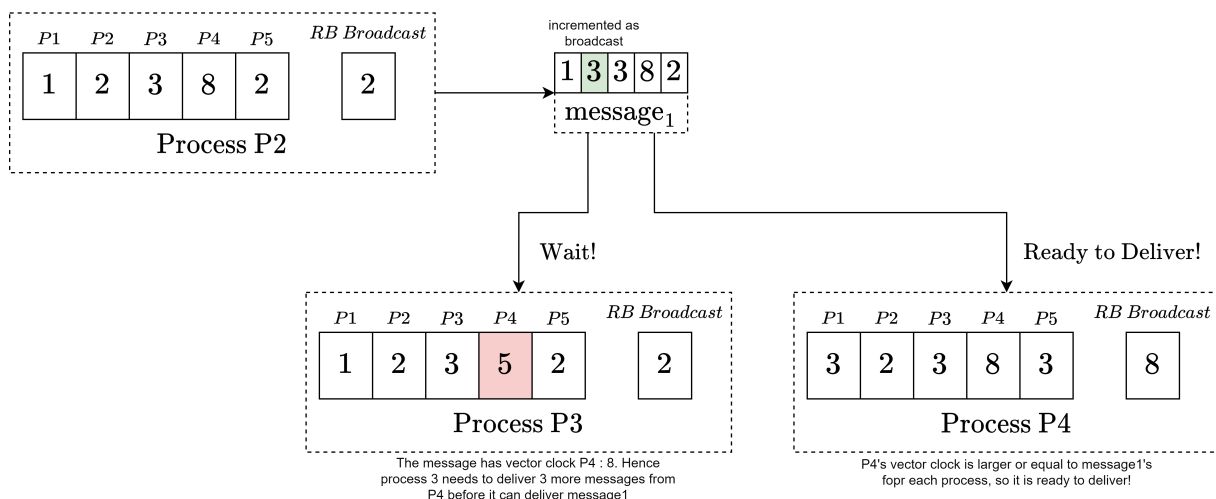 P1 P2 P3 P4 P5 RB Broadcast
1 2 3 8 2 2
Process P2
incremented as
broadcast
1 3 3 8 2
message₁
Wait!
Ready to Deliver!
P1 P2 P3 P4 P5 RB Broadcast
1 2 3 5 2 2
Process P3
The message has vector clock P4 : 8. Hence
process 3 needs to deliver 3 more messages from
P4 before it can deliver message1
P1 P2 P3 P4 P5 RB Broadcast
3 2 3 8 3 8
Process P4
P4's vector clock is larger or equal to message1's
fopr each process, so it is ready to deliver!